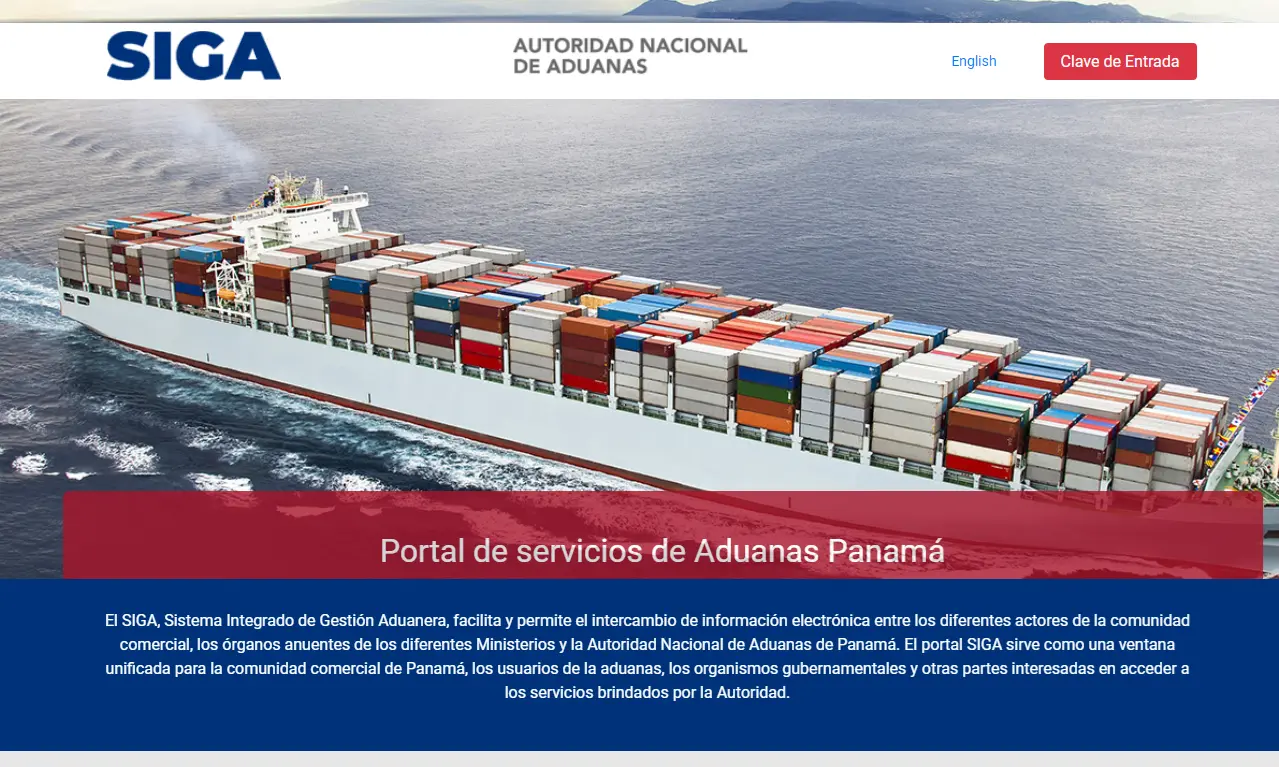 SIGA
AUTORIDAD NACIONAL
DE ADUANAS
English
Clave de Entrada
Portal de servicios de Aduanas Panamá
El SIGA, Sistema Integrado de Gestión Aduanera, facilita y permite el intercambio de información electrónica entre los diferentes actores de la comunidad
comercial, los órganos anuentes de los diferentes Ministerios y la Autoridad Nacional de Aduanas de Panamá. El portal SIGA sirve como una ventana
unificada para la comunidad comercial de Panamá, los usuarios de la aduanas, los organismos gubernamentales y otras partes interesadas en acceder a
los servicios brindados por la Autoridad.